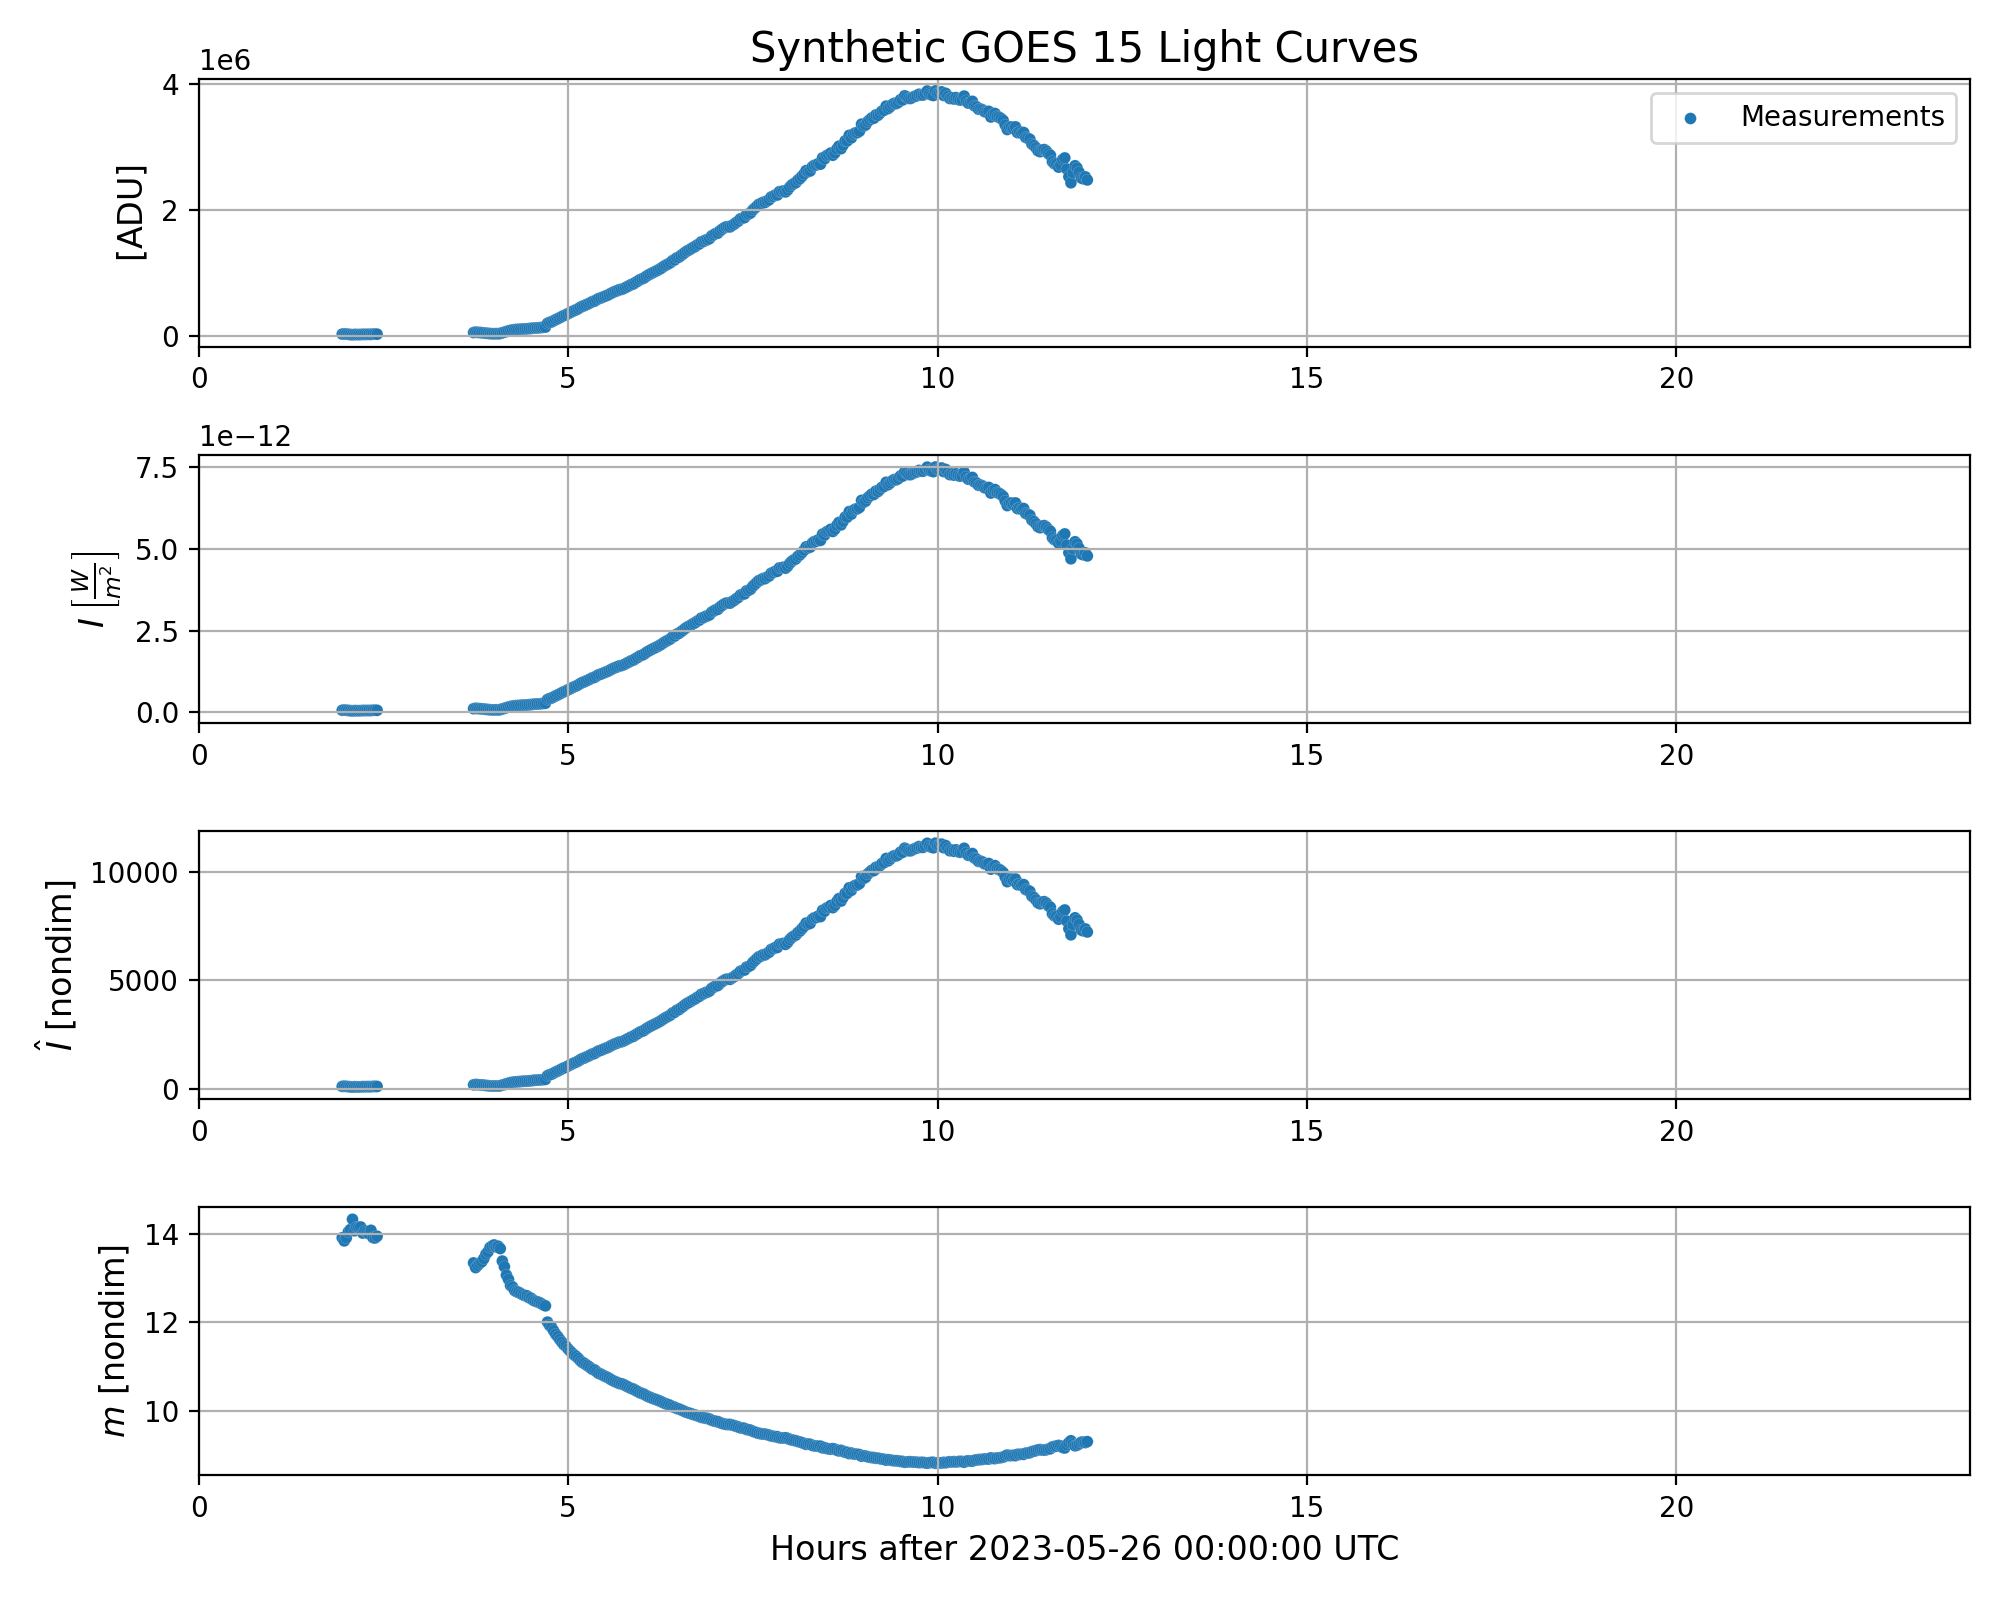 Synthetic GOES 15 Light Curves
1e6
4
2
0
[ADU]
Measurements
0 5 10 15 20
1e−12
7.5
5.0
2.5
0.0
I [W/m²]
0 5 10 15 20
10000
5000
0
Î [nondim]
0 5 10 15 20
14
12
10
m [nondim]
0 5 10 15 20
Hours after 2023-05-26 00:00:00 UTC